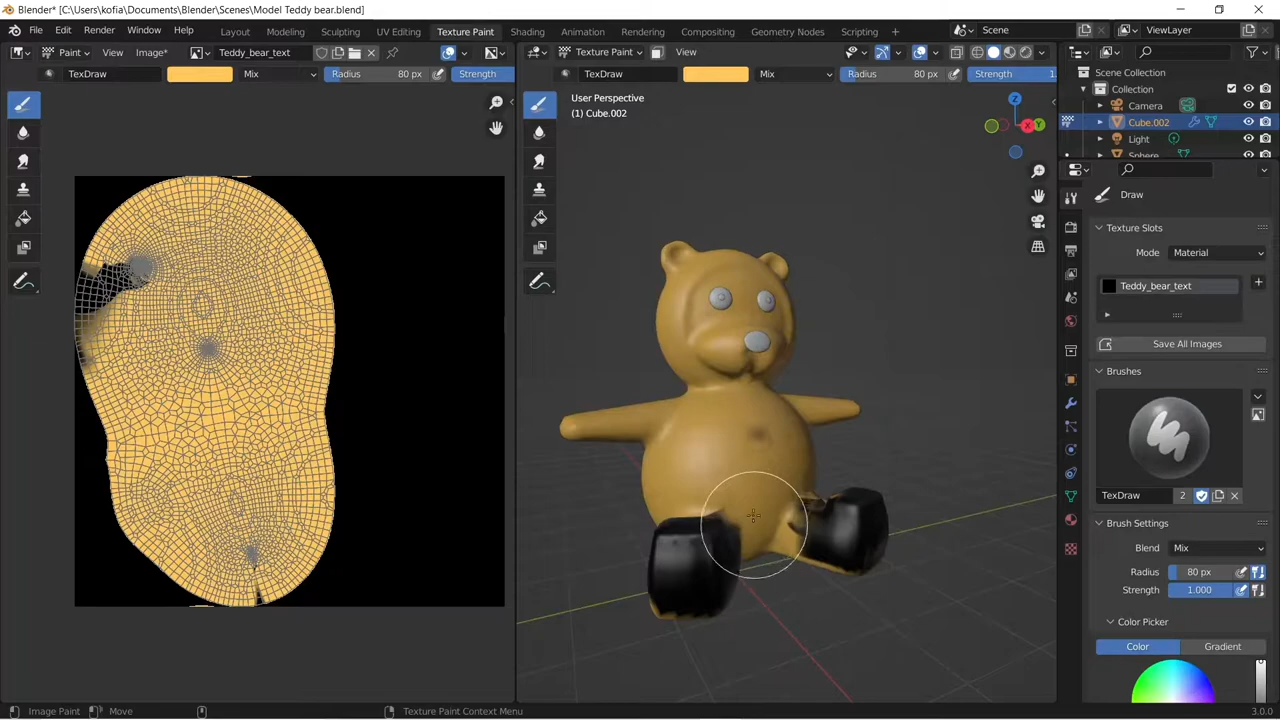 Blender* [C:\Users\kofia\Documents\Blender\Scenes\Model Teddy bear.blend]
File Edit Render Window Help Layout Modeling Sculpting UV Editing Texture Paint Shading Animation Rendering Compositing Geometry Nodes Scripting + Scene ViewLayer
Paint View Image* Teddy_bear_text Texture Paint View
TexDraw Mix Radius 80 px Strength TexDraw Mix Radius 80 px Strength 1.
Scene Collection
Collection
Camera
Cube.002
Light
Sphere
User Perspective
(1) Cube.002
Z
X
Y
Draw
Texture Slots
Mode Material
Teddy_bear_text
Save All Images
Brushes
TexDraw 2
Brush Settings
Blend Mix
Radius 80 px
Strength 1.000
Color Picker
Color Gradient
Image Paint Move Texture Paint Context Menu 3.0.0